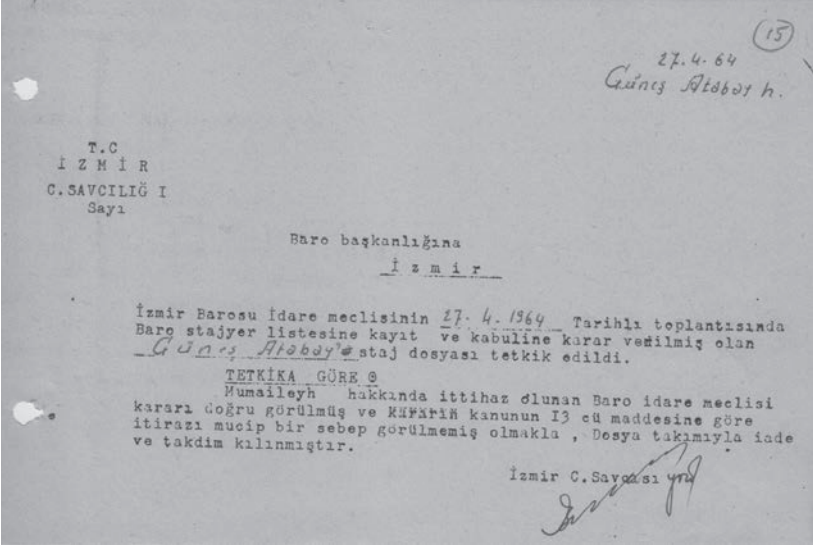 15
27.4.64
Güneş Atabay h.
T.C
İ Z M İ R
C.SAVCILIĞ I
Sayı
Baro başkanlığına
İ z m i r
İzmir Barosu İdare meclisinin 27. 4. 1964 Tarihli toplantısında
Baro stajyer listesine kayıt ve kabuline karar verilmiş olan
Güneş Atabay'ı staj dosyası tetkik edildi.
TETKİKA GÖRE
Mumaileyh hakkında ittihaz olunan Baro idare meclisi
kararı doğru görülmüş ve kanunun I3 cü maddesine göre
itirazı mucip bir sebep görülmemiş olmakla , Dosya takımıyla iade
ve takdim kılınmıştır.
İzmir C.Savcısı